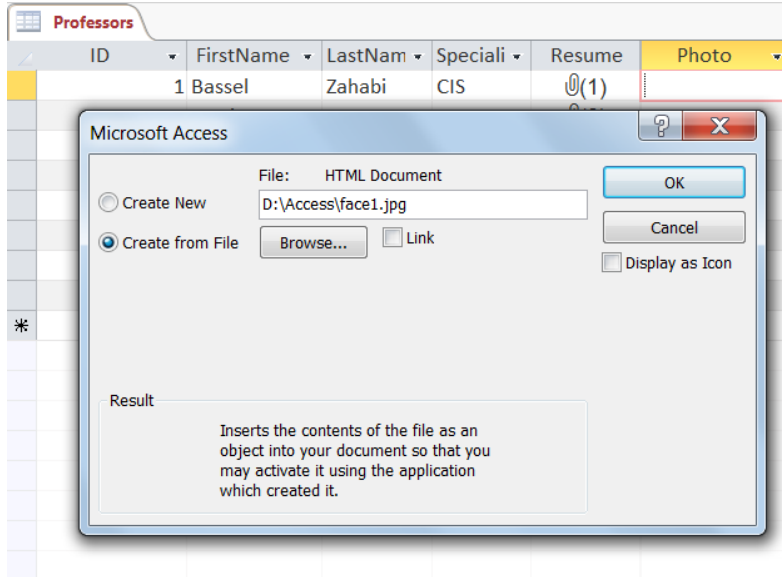 Professors
ID FirstName LastNam Speciali Resume Photo
1 Bassel Zahabi CIS (1)
Microsoft Access
File: HTML Document
OK
Create New
D:\Access\face1.jpg
Create from File
Browse...
Link
Cancel
Display as Icon
Result
Inserts the contents of the file as an
object into your document so that you
may activate it using the application
which created it.